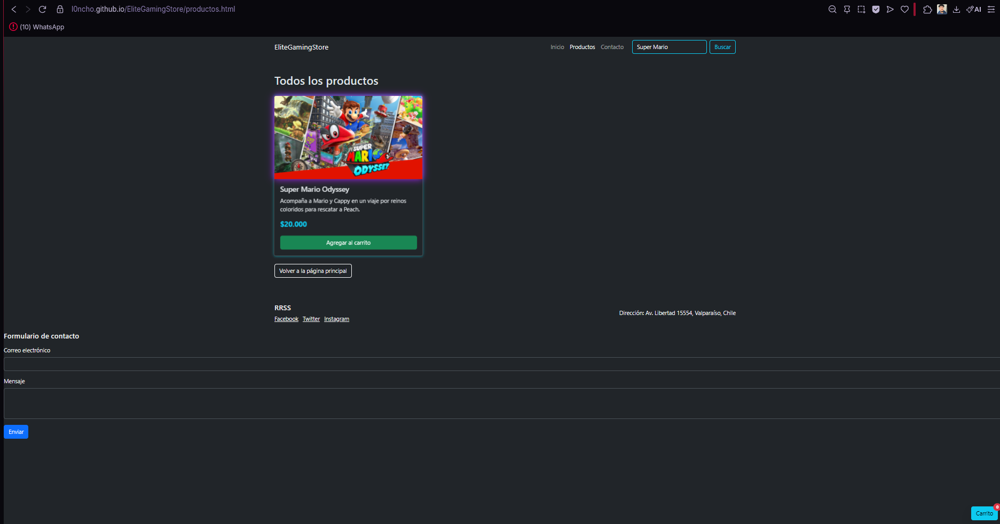 l0ncho.github.io/EliteGamingStore/productos.html
AI
(10) WhatsApp
EliteGamingStore
Inicio Productos Contacto Super Mario Buscar
Todos los productos
SUPER
MARIO
ODYSSEY
Super Mario Odyssey
Acompaña a Mario y Cappy en un viaje por reinos
coloridos para rescatar a Peach.
$20.000
Agregar al carrito
Volver a la página principal
RRSS
Facebook Twitter Instagram
Dirección: Av. Libertad 15554, Valparaíso, Chile
Formulario de contacto
Correo electrónico
Mensaje
Enviar
Carrito 0